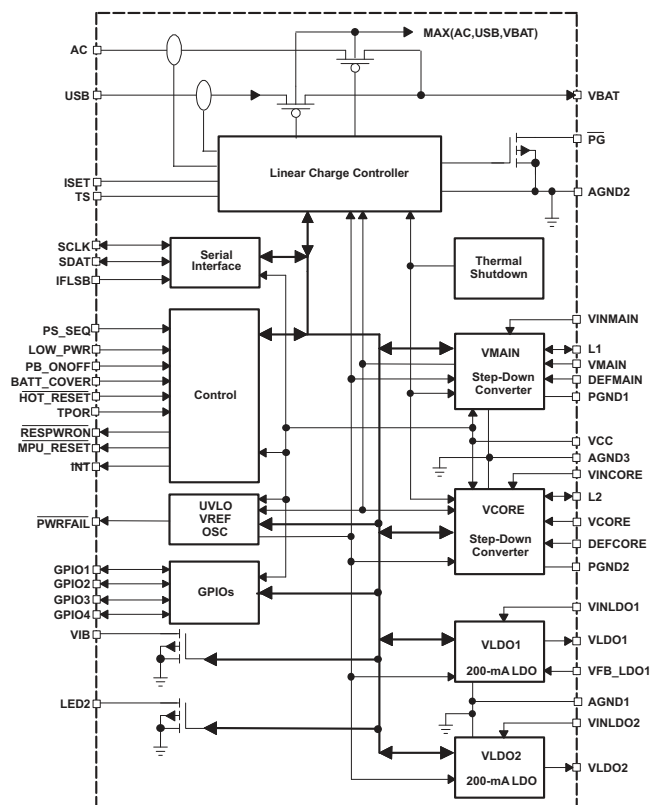 MAX(AC,USB,VBAT)
AC
USB
VBAT
PG
Linear Charge Controller
ISET
TS
AGND2
SCLK
SDAT
IFLSB
Serial
Interface
Thermal
Shutdown
PS_SEQ
LOW_PWR
PB_ONOFF
BATT_COVER
HOT_RESET
TPOR
RESPWRON
MPU_RESET
INT
Control
VINMAIN
VMAIN
Step-Down
Converter
L1
VMAIN
DEFMAIN
PGND1
VCC
AGND3
VINCORE
PWRFAIL
UVLO
VREF
OSC
VCORE
Step-Down
Converter
L2
VCORE
DEFCORE
PGND2
GPIO1
GPIO2
GPIO3
GPIO4
GPIOs
VIB
VINLDO1
VLDO1
200-mA LDO
VLDO1
VFB_LDO1
LED2
AGND1
VINLDO2
VLDO2
200-mA LDO
VLDO2